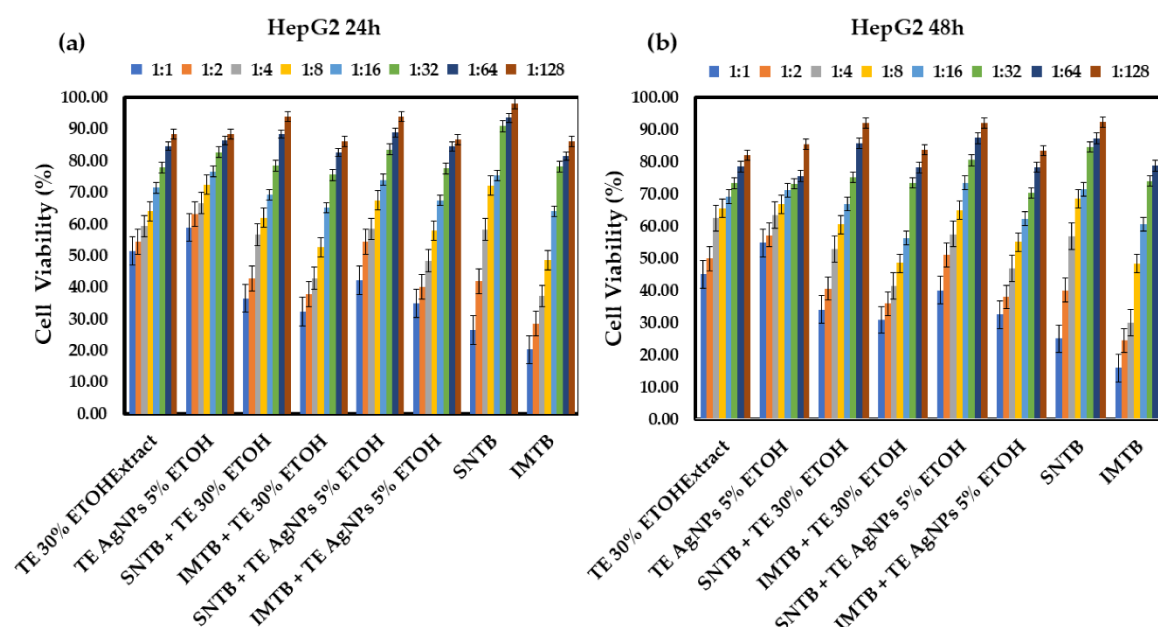 HepG2 24h
(a)
1:1 1:2 1:4 1:8 1:16 1:32 1:64 1:128
Cell Viability (%)
100.00
90.00
80.00
70.00
60.00
50.00
40.00
30.00
20.00
10.00
0.00
TE 30% ETOHExtract
TE AgNPs 5% ETOH
SNTB + TE 30% ETOH
IMTB + TE 30% ETOH
SNTB + TE AgNPs 5% ETOH
IMTB + TE AgNPs 5% ETOH
SNTB
IMTB
HepG2 48h
(b)
1:1 1:2 1:4 1:8 1:16 1:32 1:64 1:128
Cell Viability (%)
100.00
90.00
80.00
70.00
60.00
50.00
40.00
30.00
20.00
10.00
0.00
TE 30% ETOHExtract
TE AgNPs 5% ETOH
SNTB + TE 30% ETOH
IMTB + TE 30% ETOH
SNTB + TE AgNPs 5% ETOH
IMTB + TE AgNPs 5% ETOH
SNTB
IMTB